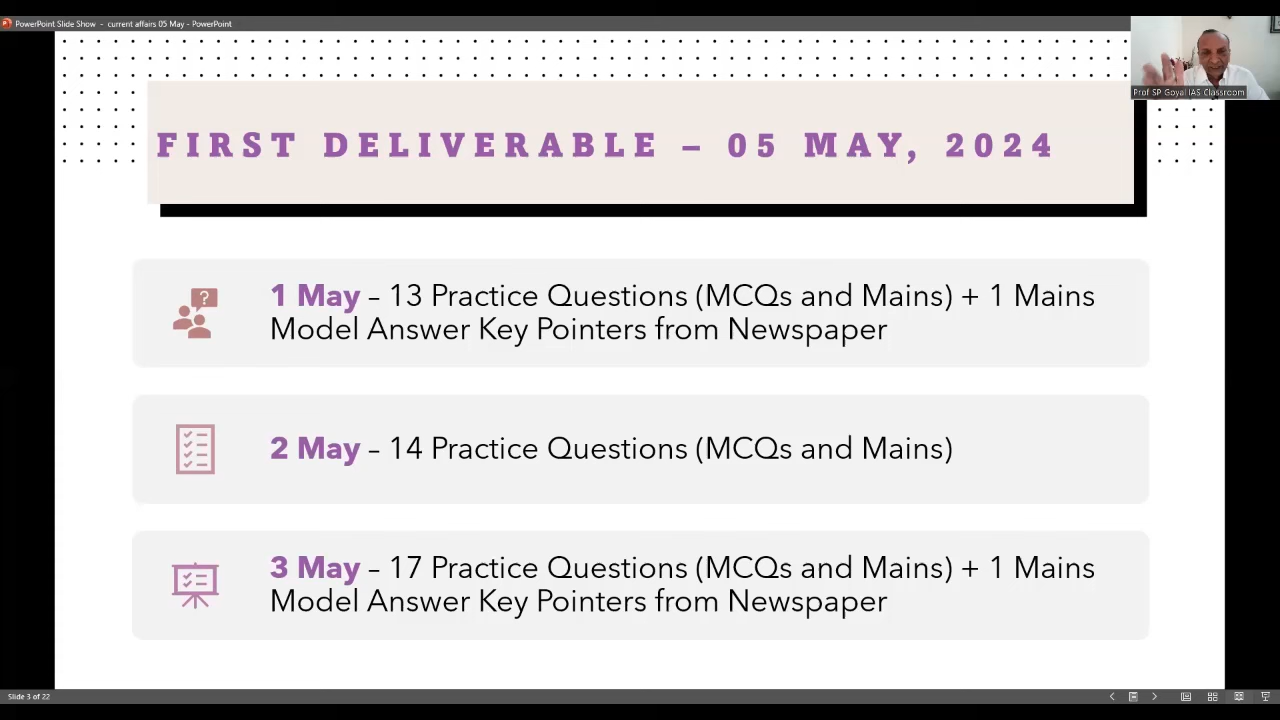 PowerPoint Slide Show - current affairs 05 May - PowerPoint
Prof SP Goyal IAS Classroom
FIRST DELIVERABLE – 05 MAY, 2024
?
1 May – 13 Practice Questions (MCQs and Mains) + 1 Mains
Model Answer Key Pointers from Newspaper
2 May – 14 Practice Questions (MCQs and Mains)
3 May – 17 Practice Questions (MCQs and Mains) + 1 Mains
Model Answer Key Pointers from Newspaper
Slide 3 of 22